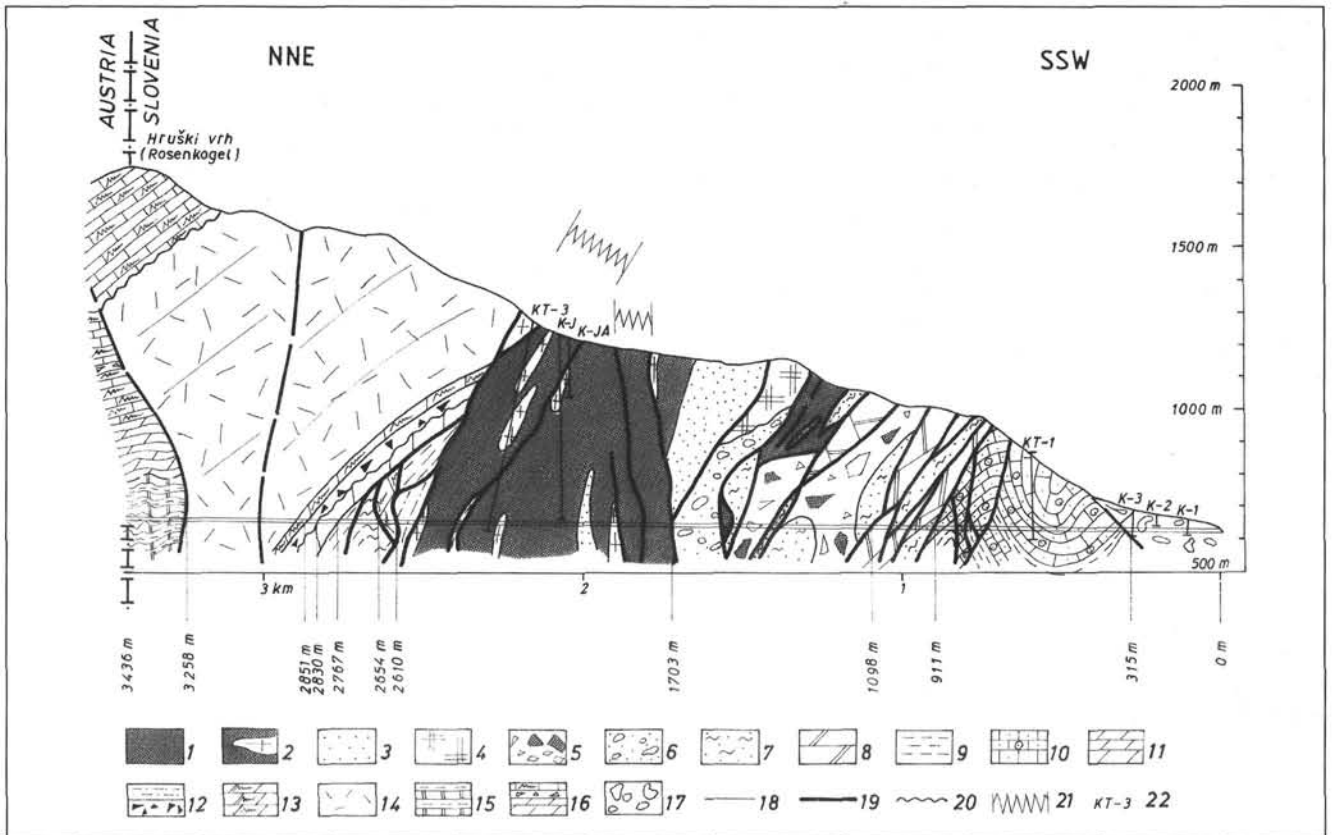 AUSTRIA
SLOVENIA
NNE
SSW
Hruški vrh
(Rosenkogel)
2000 m
1500 m
1000 m
500 m
KT-3
K-J
K-JA
KT-1
K-3
K-2
K-1
3 km
2
1
3436 m
3258 m
2851 m
2830 m
2767 m
2654 m
2610 m
1703 m
1098 m
911 m
315 m
0 m
1 2 3 4 5 6 7 8 9 10 11
12 13 14 15 16 17 18 19 20 21 KT-3 22